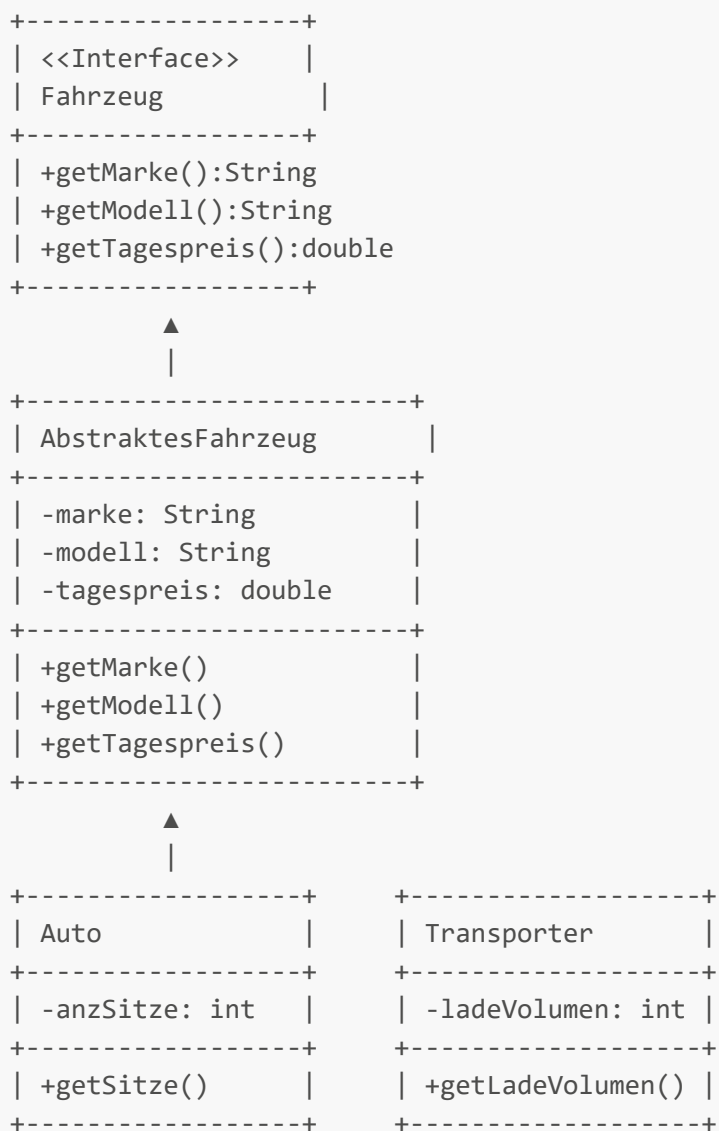 +------------------+
| <<Interface>>    |
| Fahrzeug          |
+------------------+
| +getMarke():String
| +getModell():String
| +getTagespreis():double
+------------------+
          ▲
          |
+-------------------------+
| AbstraktesFahrzeug       |
+-------------------------+
| -marke: String          |
| -modell: String         |
| -tagespreis: double     |
+-------------------------+
| +getMarke()             |
| +getModell()            |
| +getTagespreis()        |
+-------------------------+
          ▲
          |
+------------------+     +-------------------+
| Auto             |     | Transporter       |
+------------------+     +-------------------+
| -anzSitze: int   |     | -ladeVolumen: int |
+------------------+     +-------------------+
| +getSitze()      |     | +getLadeVolumen() |
+------------------+     +-------------------+